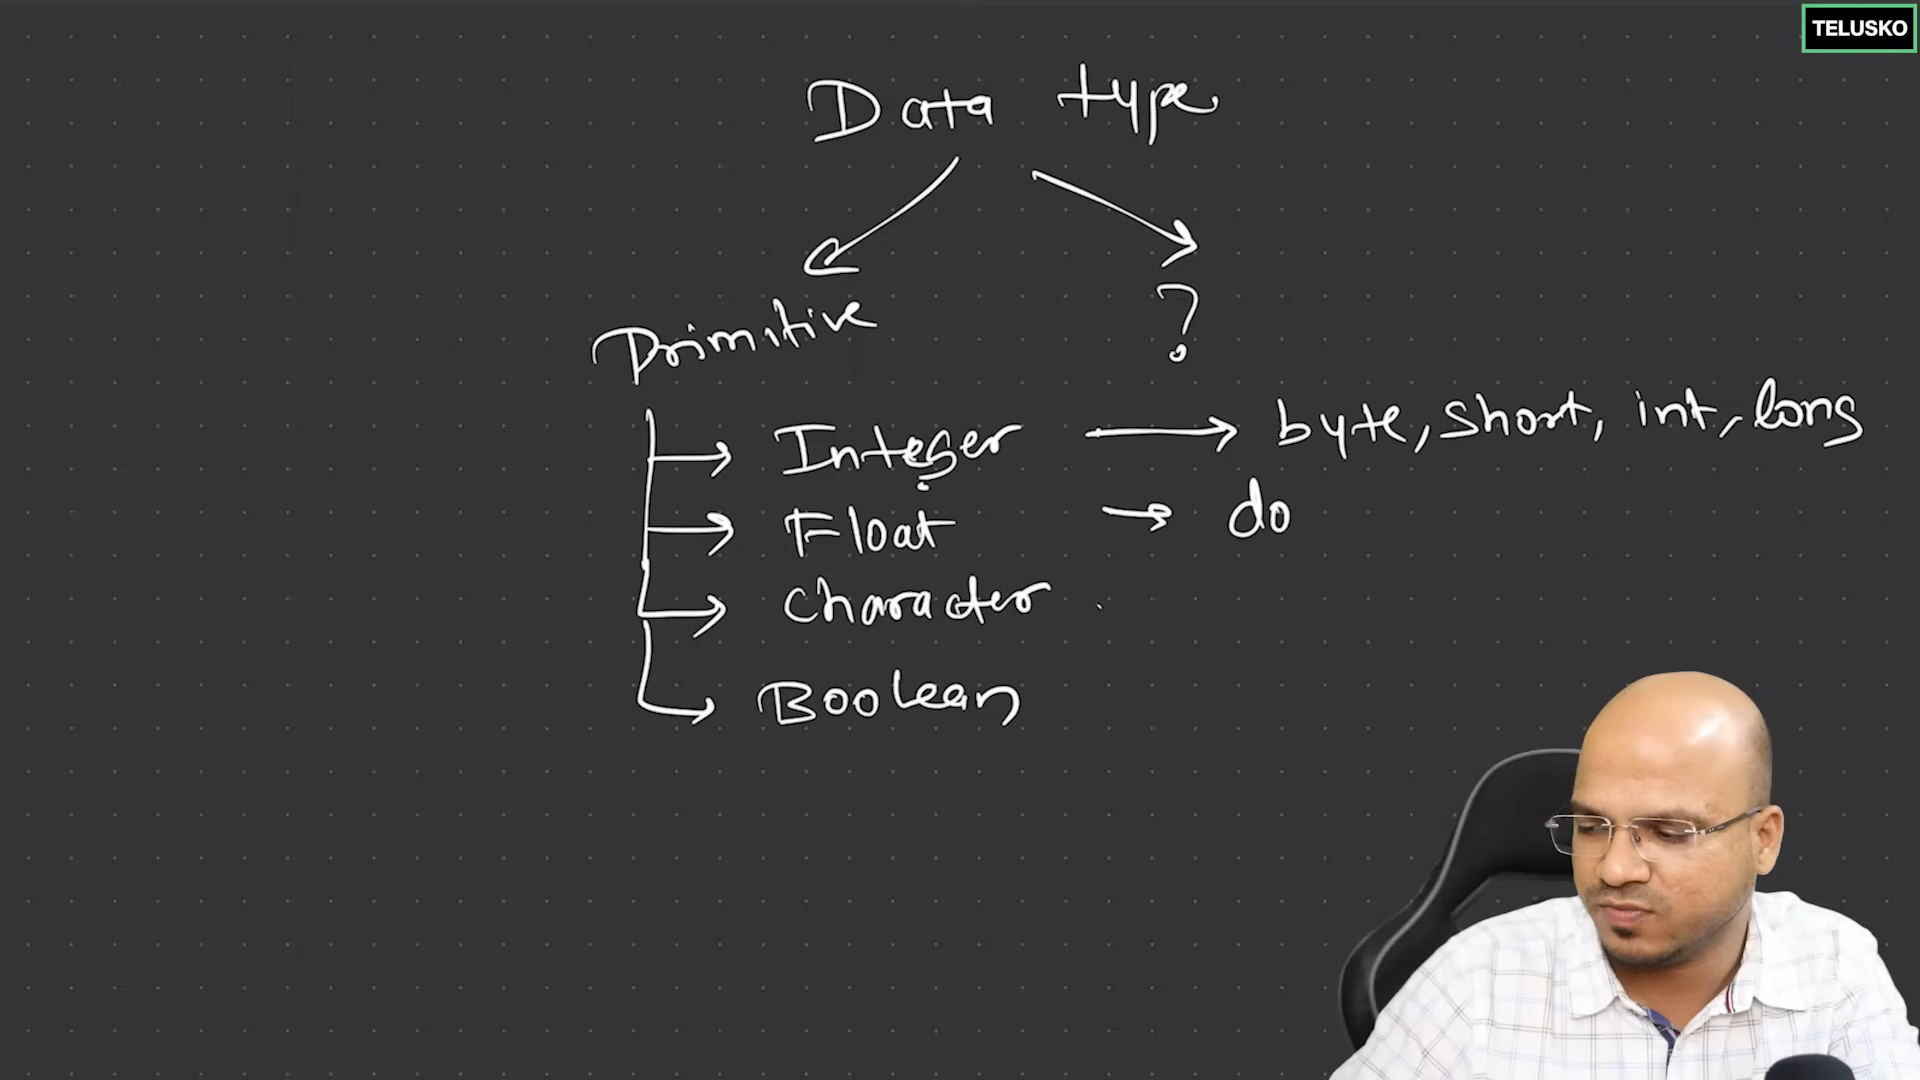 TELUSKO
Data type
Primitive
?
Integer → byte, short, int, long
Float → do
Character
Boolean